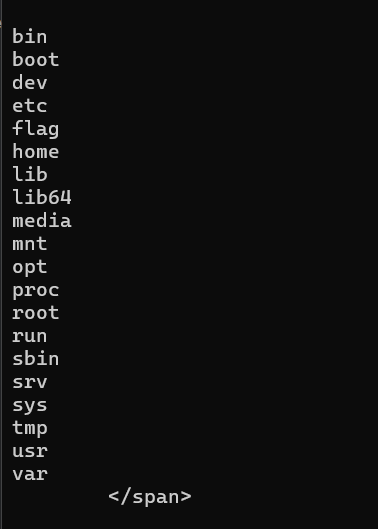 bin
boot
dev
etc
flag
home
lib
lib64
media
mnt
opt
proc
root
run
sbin
srv
sys
tmp
usr
var
</span>